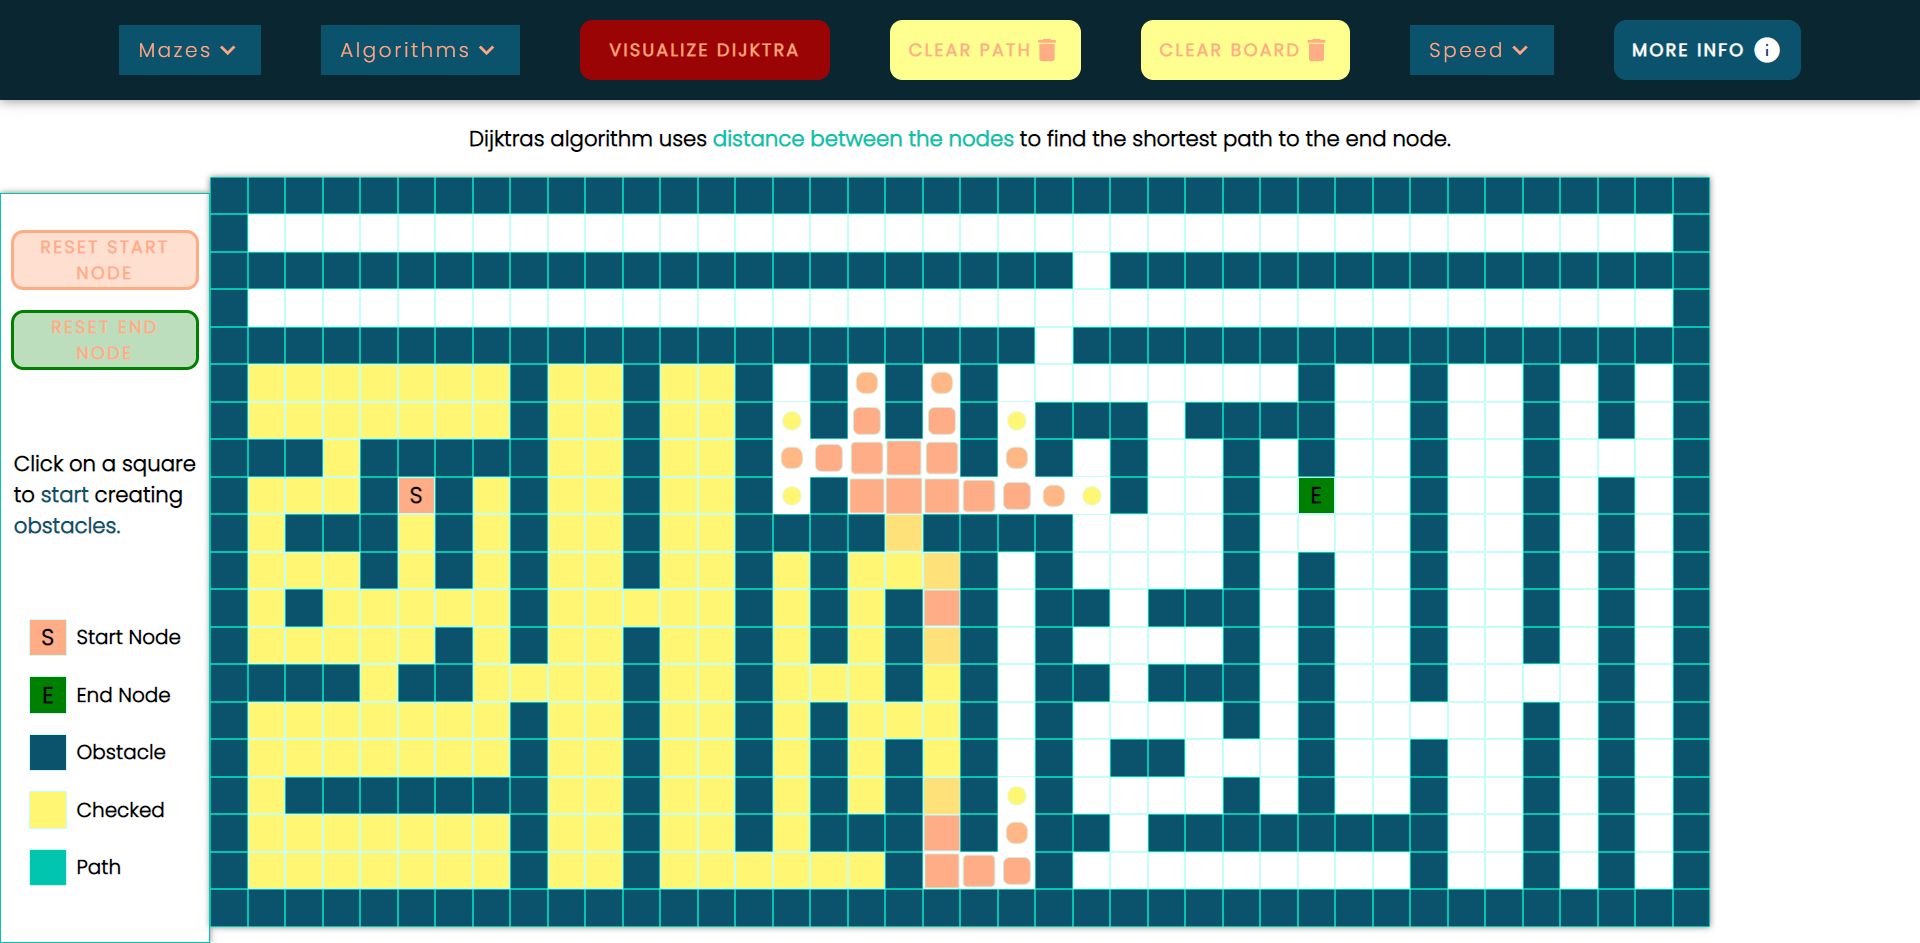 Mazes
Algorithms
VISUALIZE DIJKTRA
CLEAR PATH
CLEAR BOARD
Speed
MORE INFO
Dijktras algorithm uses distance between the nodes to find the shortest path to the end node.
RESET START
NODE
RESET END
NODE
Click on a square
to start creating
obstacles.
S
E
S Start Node
E End Node
Obstacle
Checked
Path